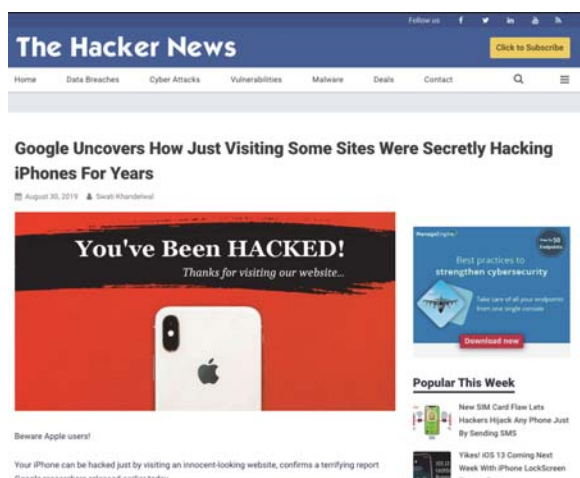 Follow us
The Hacker News
Click to Subscribe
Home Data Breaches Cyber Attacks Vulnerabilities Malware Deals Contact
Google Uncovers How Just Visiting Some Sites Were Secretly Hacking
iPhones For Years
August 30, 2019 Swati Khandelwal
You've Been HACKED!
Thanks for visiting our website...
ManageEngine
Best practices to
strengthen cybersecurity
Take care of all your endpoints
from one single console
Download now
Popular This Week
New SIM Card Flaw Lets
Hackers Hijack Any Phone Just
By Sending SMS
Yikes! iOS 13 Coming Next
Week With iPhone LockScreen
Beware Apple users!
Your iPhone can be hacked just by visiting an innocent-looking website, confirms a terrifying report
Google researchers released earlier today